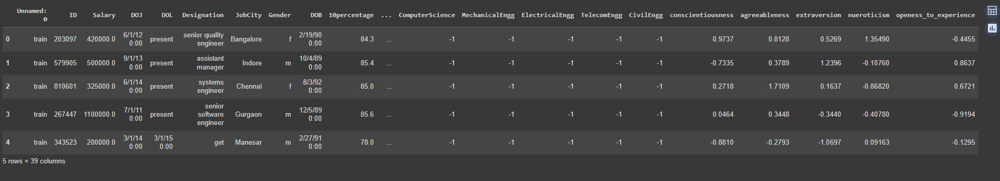 Unnamed: 0 ID Salary DOJ DOL Designation JobCity Gender DOB 10percentage ... ComputerScience MechanicalEngg ElectricalEngg TelecomEngg CivilEngg conscientiousness agreeableness extraversion nueroticism openess_to_experience
0 train 203097 420000.0 6/1/12 0:00 present senior quality engineer Bangalore f 2/19/90 0:00 84.3 ... -1 -1 -1 -1 -1 0.9737 0.8128 0.5269 1.35490 -0.4455
1 train 579905 500000.0 9/1/13 0:00 present assistant manager Indore m 10/4/89 0:00 85.4 ... -1 -1 -1 -1 -1 -0.7335 0.3789 1.2396 -0.10760 0.8637
2 train 810601 325000.0 6/1/14 0:00 present systems engineer Chennai f 8/3/92 0:00 85.0 ... -1 -1 -1 -1 -1 0.2718 1.7109 0.1637 -0.86820 0.6721
3 train 267447 1100000.0 7/1/11 0:00 present senior software engineer Gurgaon m 12/5/89 0:00 85.6 ... -1 -1 -1 -1 -1 0.0464 0.3448 -0.3440 -0.40780 -0.9194
4 train 343523 200000.0 3/1/14 0:00 3/1/15 0:00 get Manesar m 2/27/91 0:00 78.0 ... -1 -1 -1 -1 -1 -0.8810 -0.2793 -1.0697 0.09163 -0.1295
5 rows × 39 columns